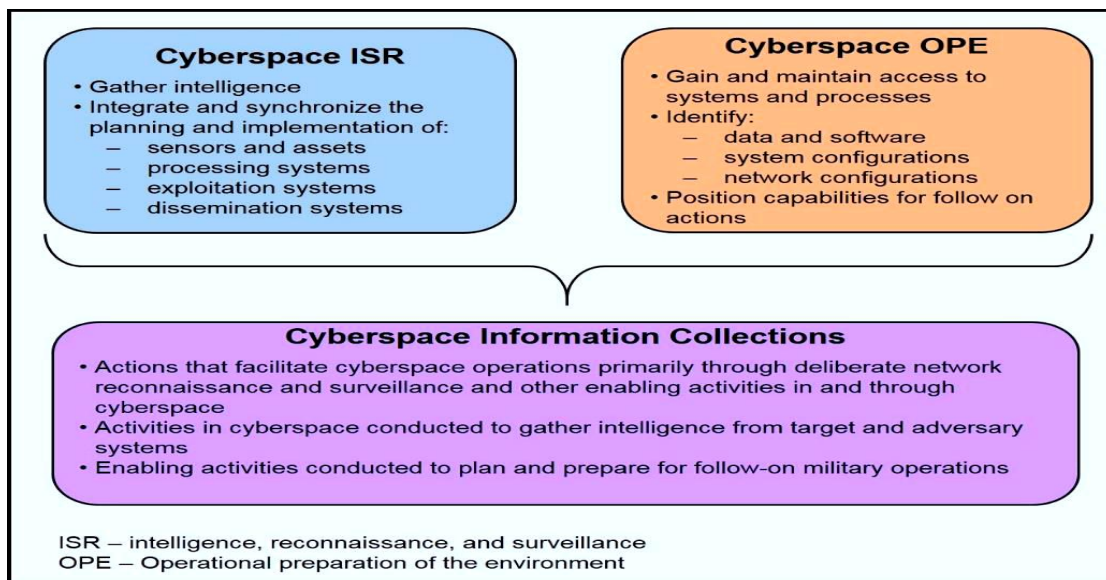 Cyberspace ISR
• Gather intelligence
• Integrate and synchronize the
planning and implementation of:
– sensors and assets
– processing systems
– exploitation systems
– dissemination systems
Cyberspace OPE
• Gain and maintain access to
systems and processes
• Identify:
– data and software
– system configurations
– network configurations
• Position capabilities for follow on
actions
Cyberspace Information Collections
• Actions that facilitate cyberspace operations primarily through deliberate network
reconnaissance and surveillance and other enabling activities in and through
cyberspace
• Activities in cyberspace conducted to gather intelligence from target and adversary
systems
• Enabling activities conducted to plan and prepare for follow-on military operations
ISR – intelligence, reconnaissance, and surveillance
OPE – Operational preparation of the environment